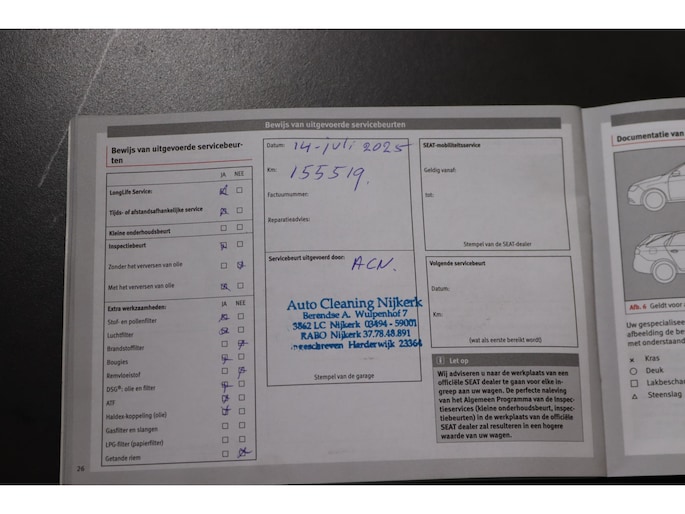 Bewijs van uitgevoerde servicebeurten
Bewijs van uitgevoerde servicebeur-
ten
JA NEE
LongLife Service:
Tijds- of afstandsafhankelijke service
Kleine onderhoudsbeurt
Inspectiebeurt
Zonder het verversen van olie
Met het verversen van olie
Extra werkzaamheden: JA NEE
Stof- en pollenfilter
Luchtfilter
Brandstoffilter
Bougies
Remvloeistof
DSG®: olie en filter
ATF
Haldex-koppeling (olie)
Gasfilter en slangen
LPG-filter (papierfilter)
Getande riem
26
Datum: 14-juli 2025
Km: 155519.
Factuurnummer:
Reparatieadvies:
Servicebeurt uitgevoerd door: ACN.
Auto Cleaning Nijkerk
Berendse A. Wulpenhof 7
3862 LC Nijkerk 03494-59001
RABO Nijkerk 37.78.48.891
ngeschreven Harderwijk 23364
Stempel van de garage
SEAT-mobiliteitsservice
Geldig vanaf:
tot:
Stempel van de SEAT-dealer
Volgende servicebeurt
Datum:
Km:
(wat als eerste bereikt wordt)
Let op
Wij adviseren u naar de werkplaats van een
officiële SEAT dealer te gaan voor elke in-
greep aan uw wagen. De perfecte naleving
van het Algemeen Programma van de Inspec-
tieservices (kleine onderhoudsbeurt, inspec-
tiebeurten) in de werkplaats van de officiële
SEAT dealer zal resulteren in een hogere
waarde van uw wagen.
Documentatie van
Afb. 6 Geldt voor
Uw gespecialisee
afbeelding de be
met onderstaan
Kras
Deuk
Lakbescha
Steenslag